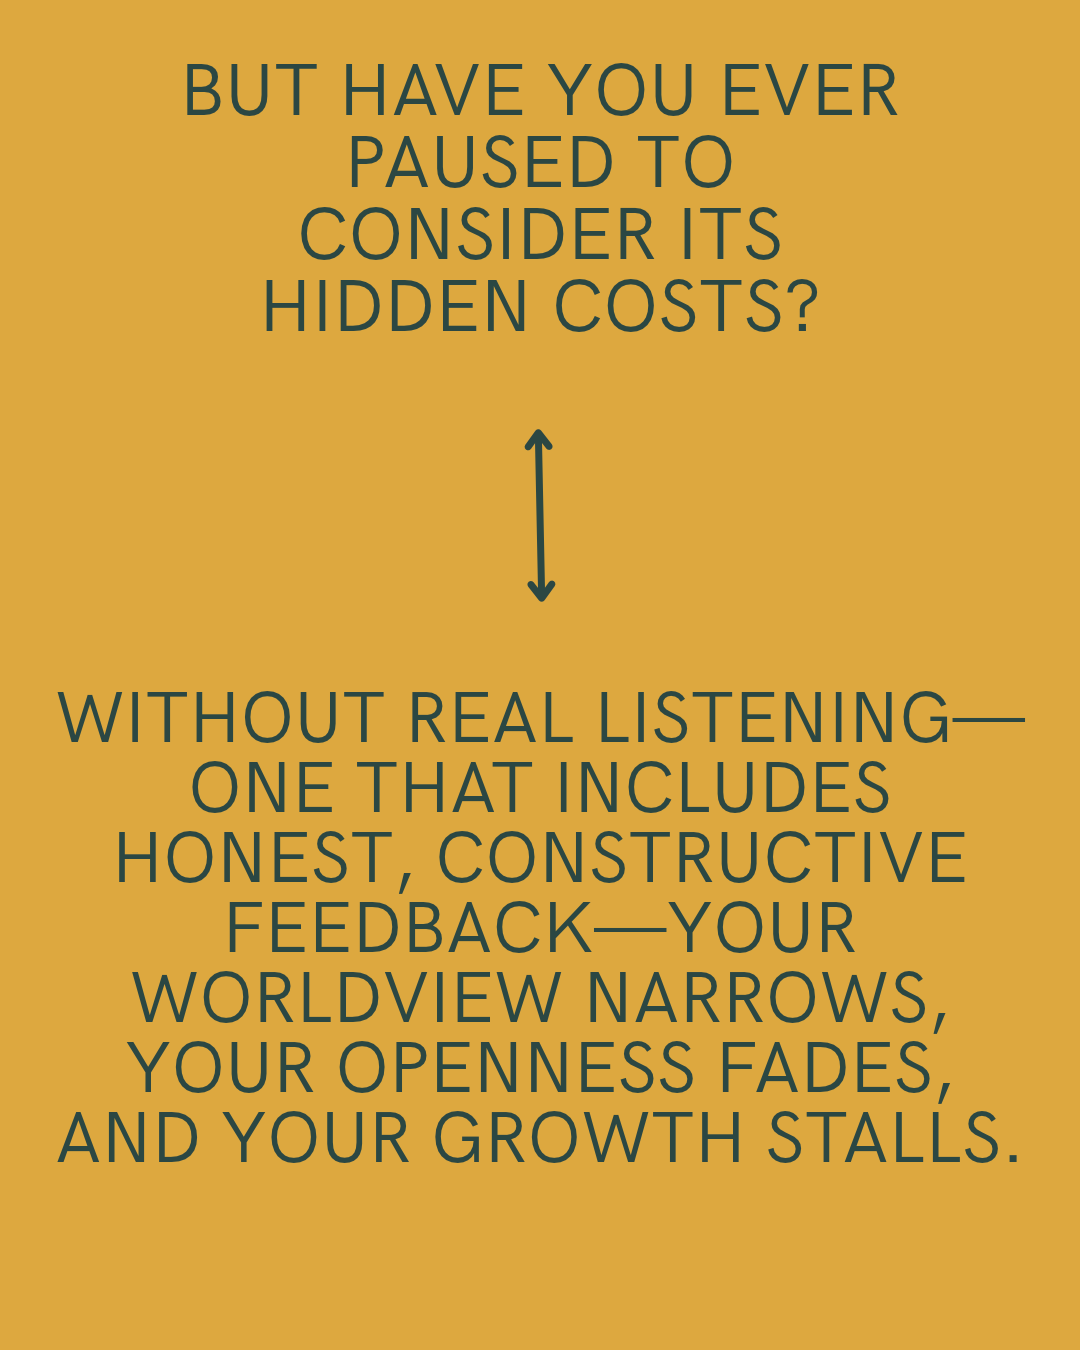 BUT HAVE YOU EVER
PAUSED TO
CONSIDER ITS
HIDDEN COSTS?
WITHOUT REAL LISTENING—
ONE THAT INCLUDES
HONEST, CONSTRUCTIVE
FEEDBACK—YOUR
WORLDVIEW NARROWS,
YOUR OPENNESS FADES,
AND YOUR GROWTH STALLS.